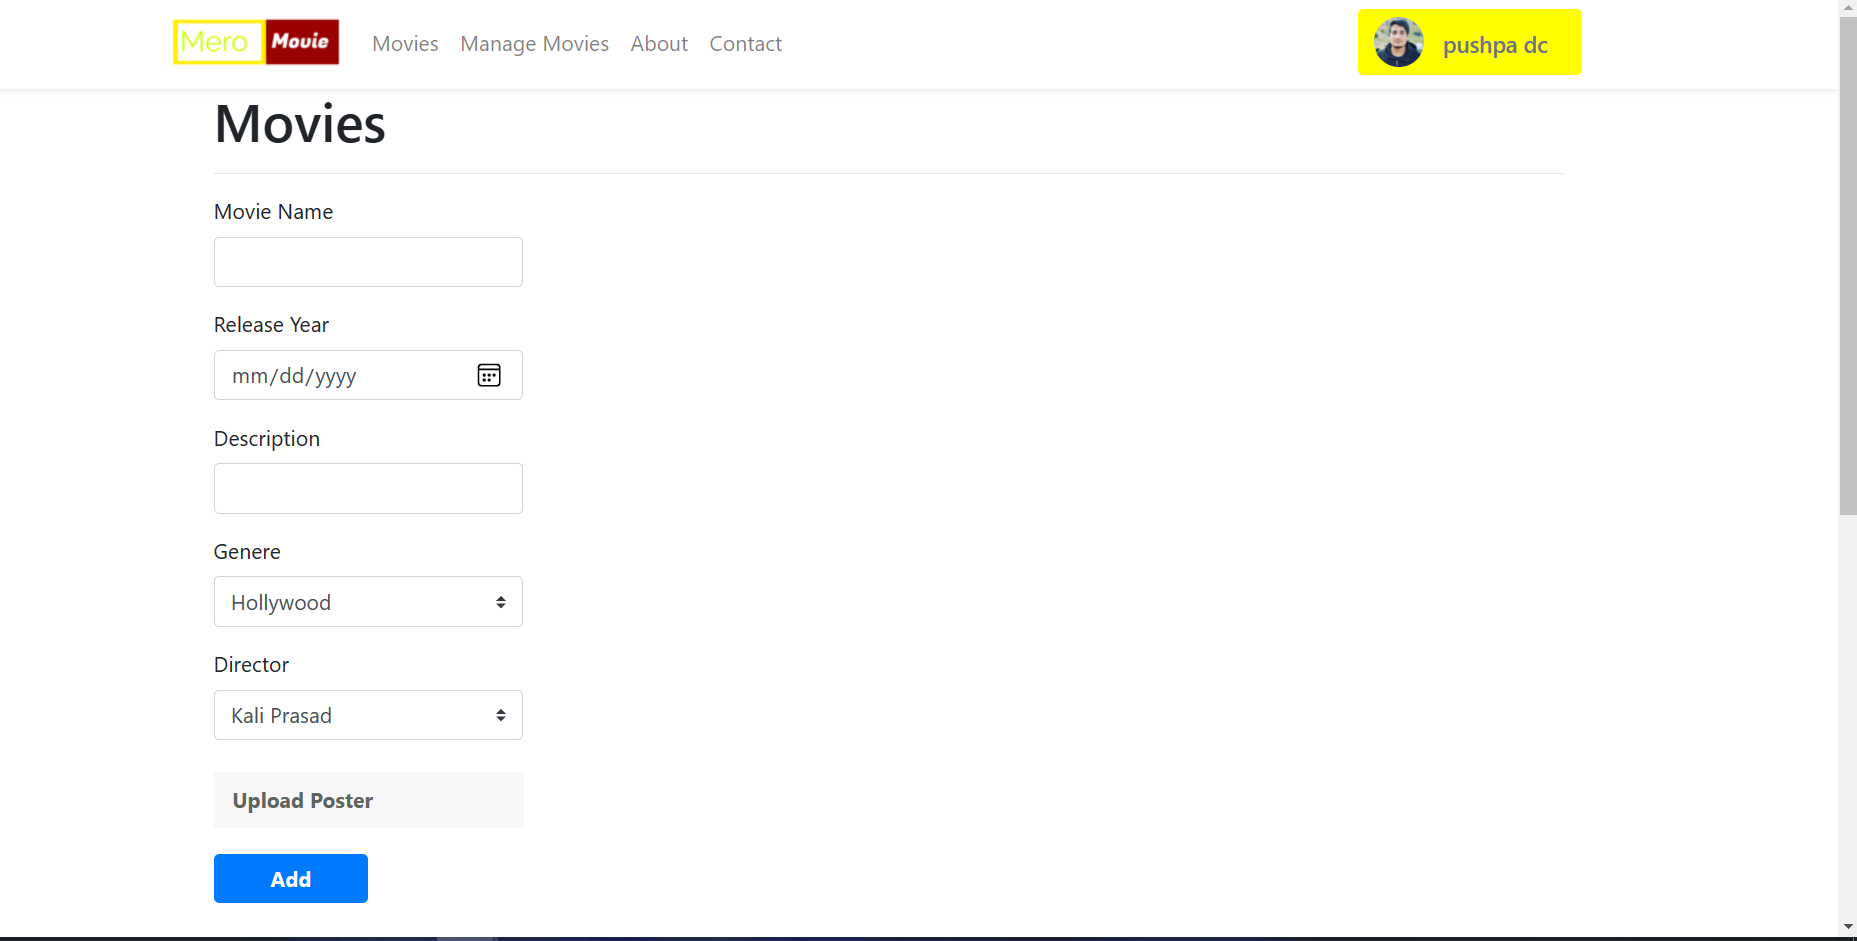 Mero Movie Movies Manage Movies About Contact pushpa dc
Movies
Movie Name
Release Year
mm/dd/yyyy
Description
Genere
Hollywood
Director
Kali Prasad
Upload Poster
Add